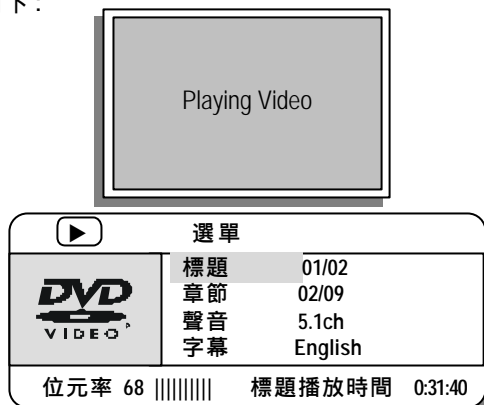 下：
Playing Video
選單
標題 01/02
章節 02/09
聲音 5.1ch
字幕 English
DVD
VIDEO
位元率 68 |||||||||| 標題播放時間 0:31:40